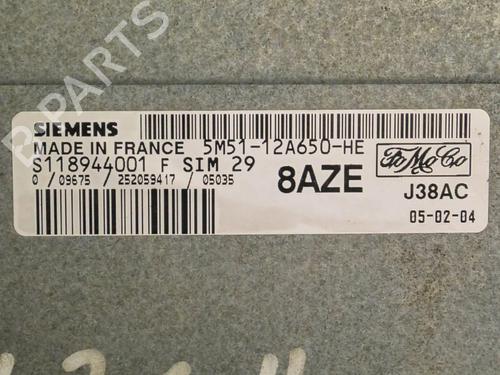 B-PARTS
SIEMENS
MADE IN FRANCE 5M51-12A650-HE
S118944001 F SIM 29
0 / 09675 / 252059417 / 05035
8AZE
FoMoCo
J38AC
05-02-04